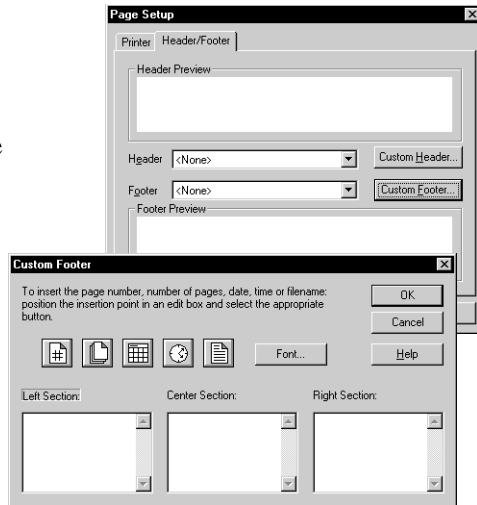 Page Setup
Printer Header/Footer
Header Preview
e
Header <None> Custom Header...
Footer <None> Custom Footer...
Footer Preview
Custom Footer
To insert the page number, number of pages, date, time or filename:
position the insertion point in an edit box and select the appropriate
button.
OK
Cancel
Font... Help
Left Section: Center Section: Right Section: